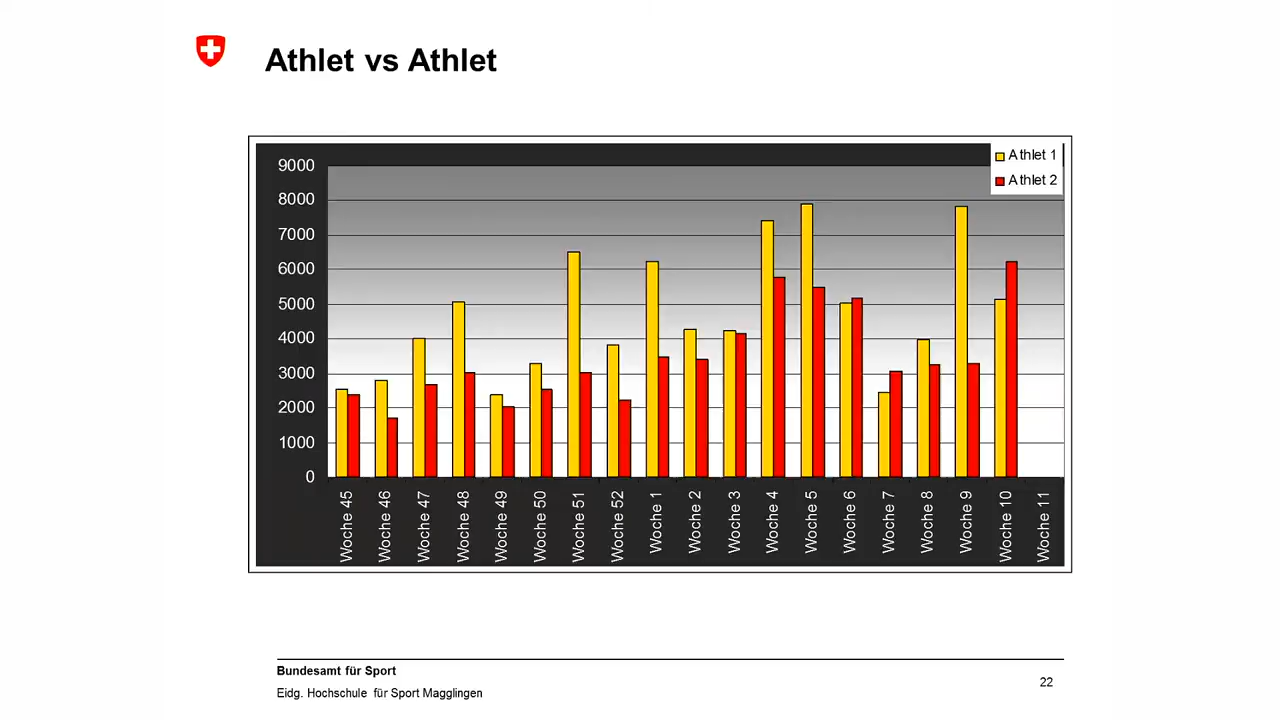 Athlet vs Athlet
Athlet 1
Athlet 2
9000
8000
7000
6000
5000
4000
3000
2000
1000
0
Woche 45
Woche 46
Woche 47
Woche 48
Woche 49
Woche 50
Woche 51
Woche 52
Woche 1
Woche 2
Woche 3
Woche 4
Woche 5
Woche 6
Woche 7
Woche 8
Woche 9
Woche 10
Woche 11
Bundesamt für Sport
Eidg. Hochschule für Sport Magglingen
22